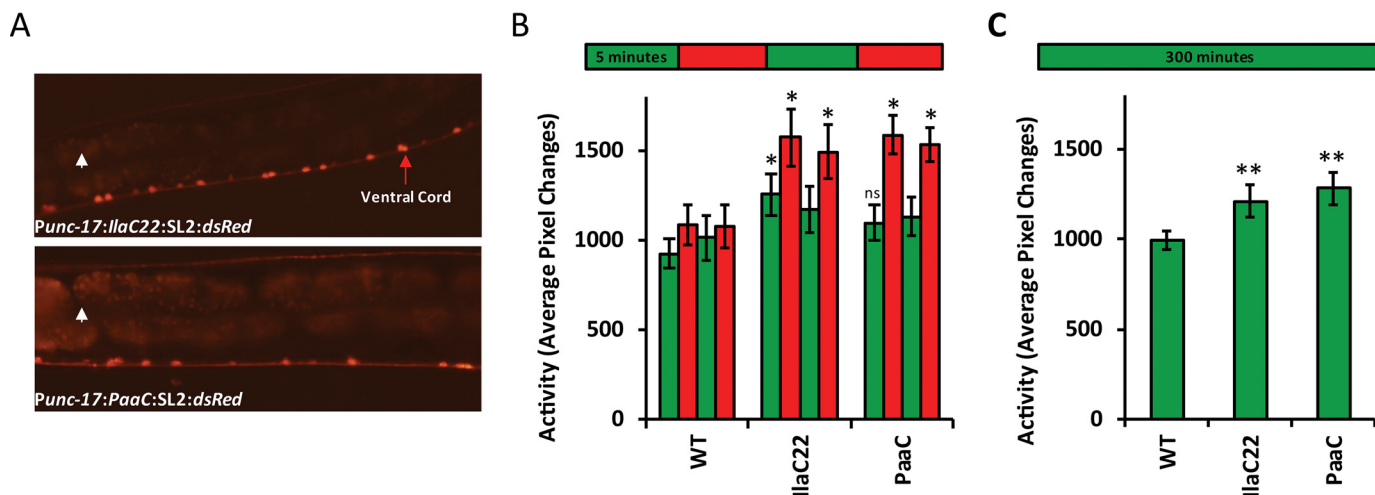 A
Ventral Cord
Punc-17:IlaC22:SL2:dsRed
Punc-17:PaaC:SL2:dsRed
B
5 minutes
Activity (Average Pixel Changes)
1500
1000
500
0
*
*
*
ns
*
*
WT
IlaC22
PaaC
C
300 minutes
Activity (Average Pixel Changes)
1500
1000
500
0
**
**
WT
IlaC22
PaaC